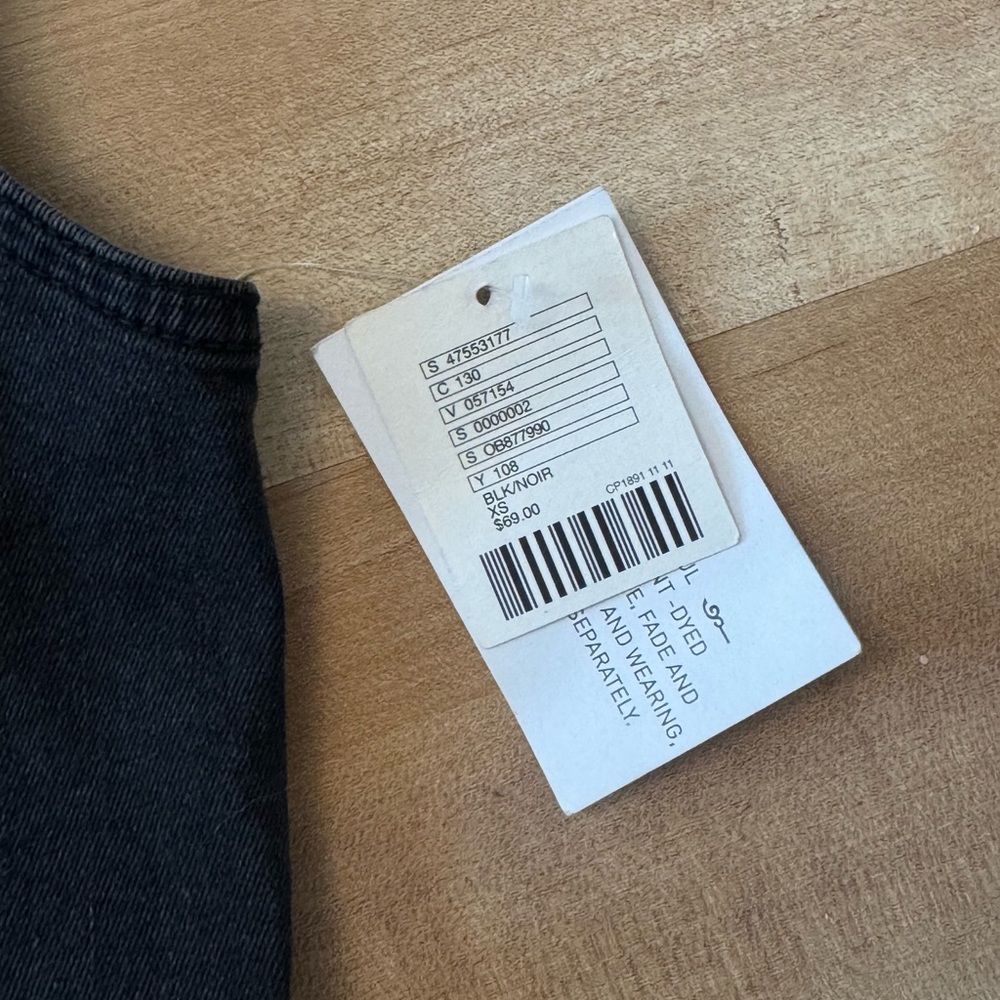 S 47553177
C 130
V 057154
S 0000002
S OB877990
Y 108
BLK/NOIR
XS
$69.00
CP1891 11 11
-DYED
FADE AND
AND WEARING,
SEPARATELY.